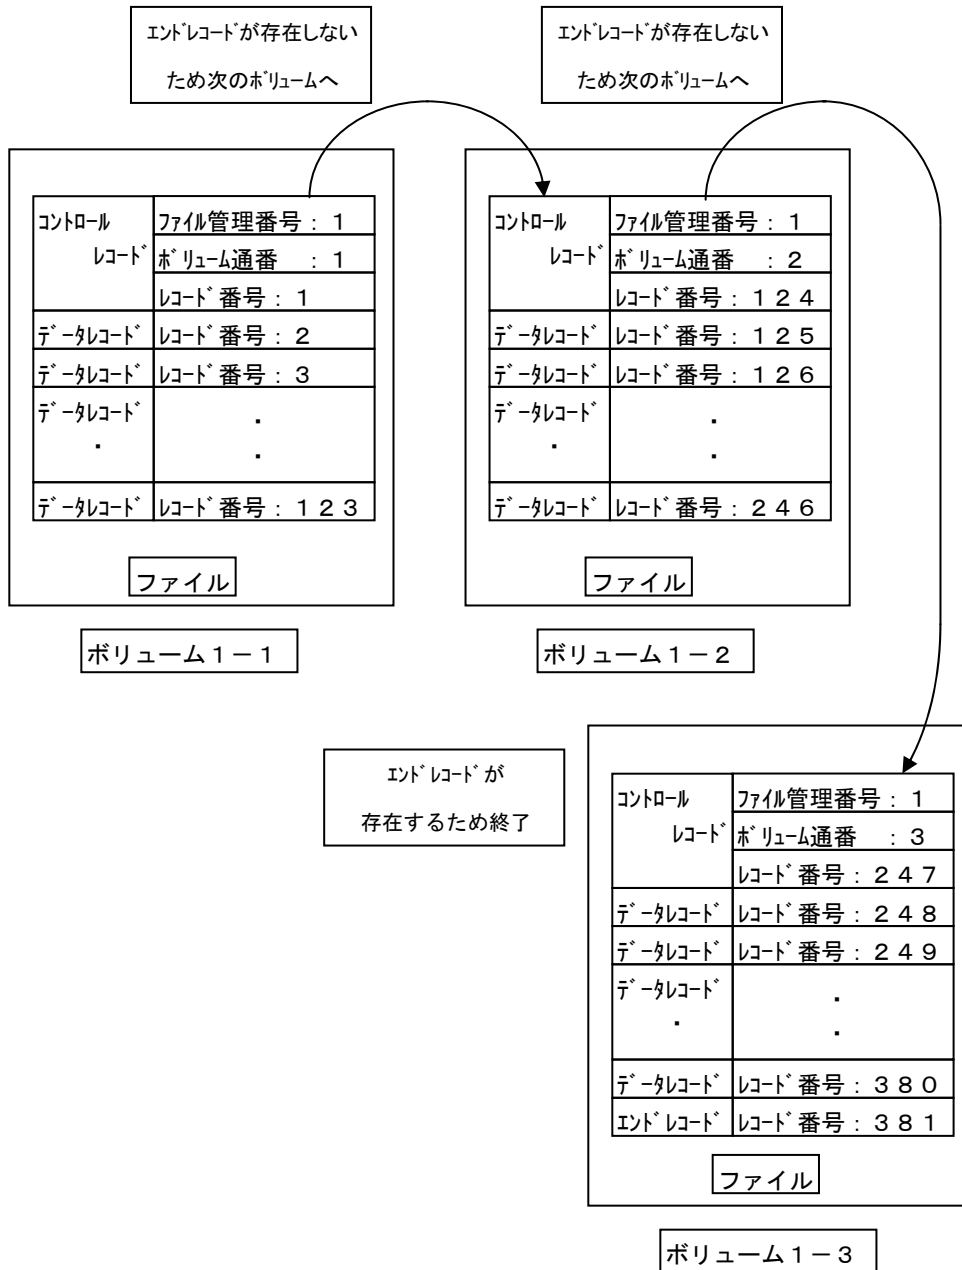 エンドレコードが存在しない
ため次のボリュームへ
エンドレコードが存在しない
ため次のボリュームへ
コントロール
レコード
ファイル管理番号：１
ボリューム通番　：１
レコード番号：１
データレコード レコード番号：２
データレコード レコード番号：３
データレコード
・
・
・
データレコード レコード番号：１２３
ファイル
ボリューム１－１
コントロール
レコード
ファイル管理番号：１
ボリューム通番　：２
レコード番号：１２４
データレコード レコード番号：１２５
データレコード レコード番号：１２６
データレコード
・
・
・
データレコード レコード番号：２４６
ファイル
ボリューム１－２
エンドレコードが
存在するため終了
コントロール
レコード
ファイル管理番号：１
ボリューム通番　：３
レコード番号：２４７
データレコード レコード番号：２４８
データレコード レコード番号：２４９
データレコード
・
・
・
データレコード レコード番号：３８０
エンドレコード レコード番号：３８１
ファイル
ボリューム１－３